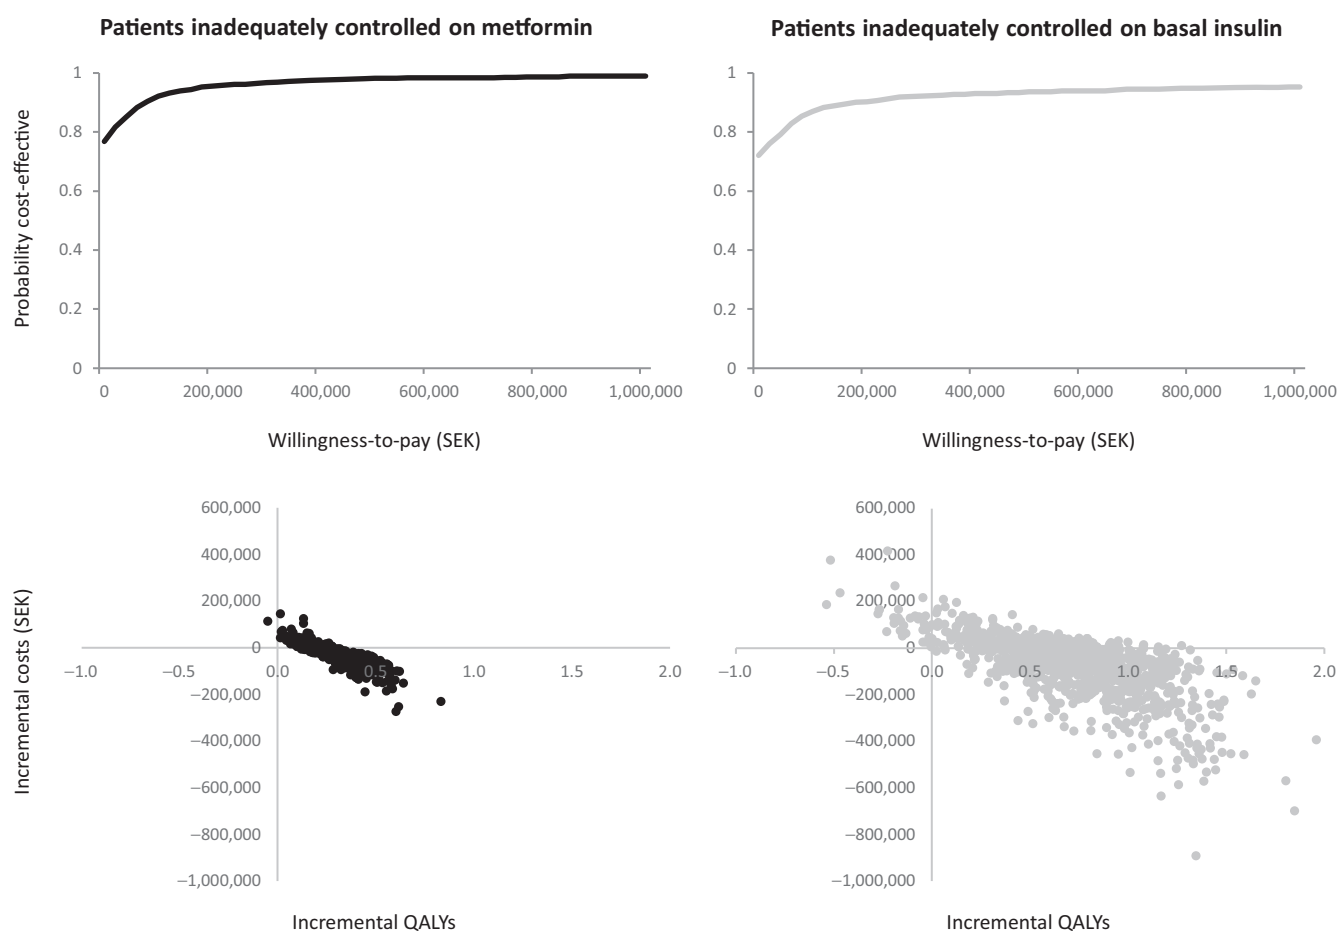 Patients inadequately controlled on metformin
Patients inadequately controlled on basal insulin
Probability cost-effective
1
0.8
0.6
0.4
0.2
0
0 200,000 400,000 600,000 800,000 1,000,000
Willingness-to-pay (SEK)
1
0.8
0.6
0.4
0.2
0
0 200,000 400,000 600,000 800,000 1,000,000
Willingness-to-pay (SEK)
Incremental costs (SEK)
600,000
400,000
200,000
0
−200,000
−400,000
−600,000
−800,000
−1,000,000
−1.0 −0.5 0.0 0.5 1.0 1.5 2.0
Incremental QALYs
600,000
400,000
200,000
0
−200,000
−400,000
−600,000
−800,000
−1,000,000
−1.0 −0.5 0.0 0.5 1.0 1.5 2.0
Incremental QALYs